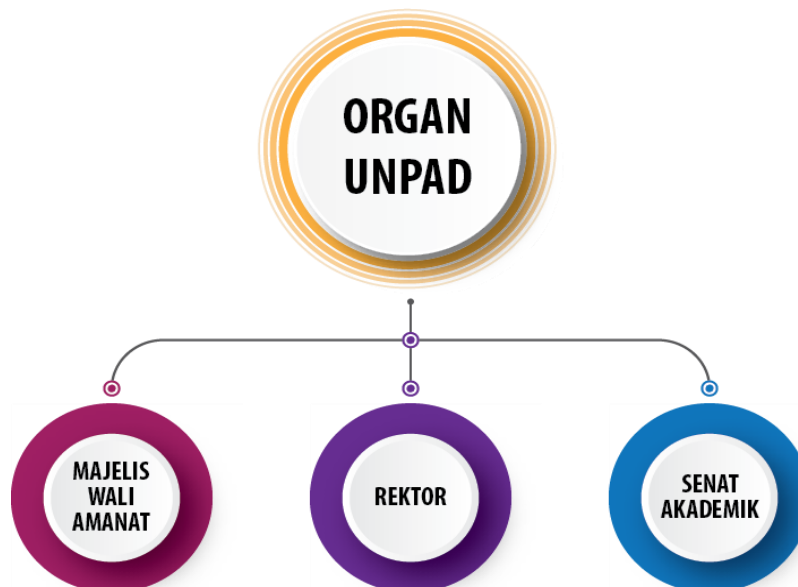 ORGAN
UNPAD
MAJELIS
WALI
AMANAT
REKTOR
SENAT
AKADEMIK